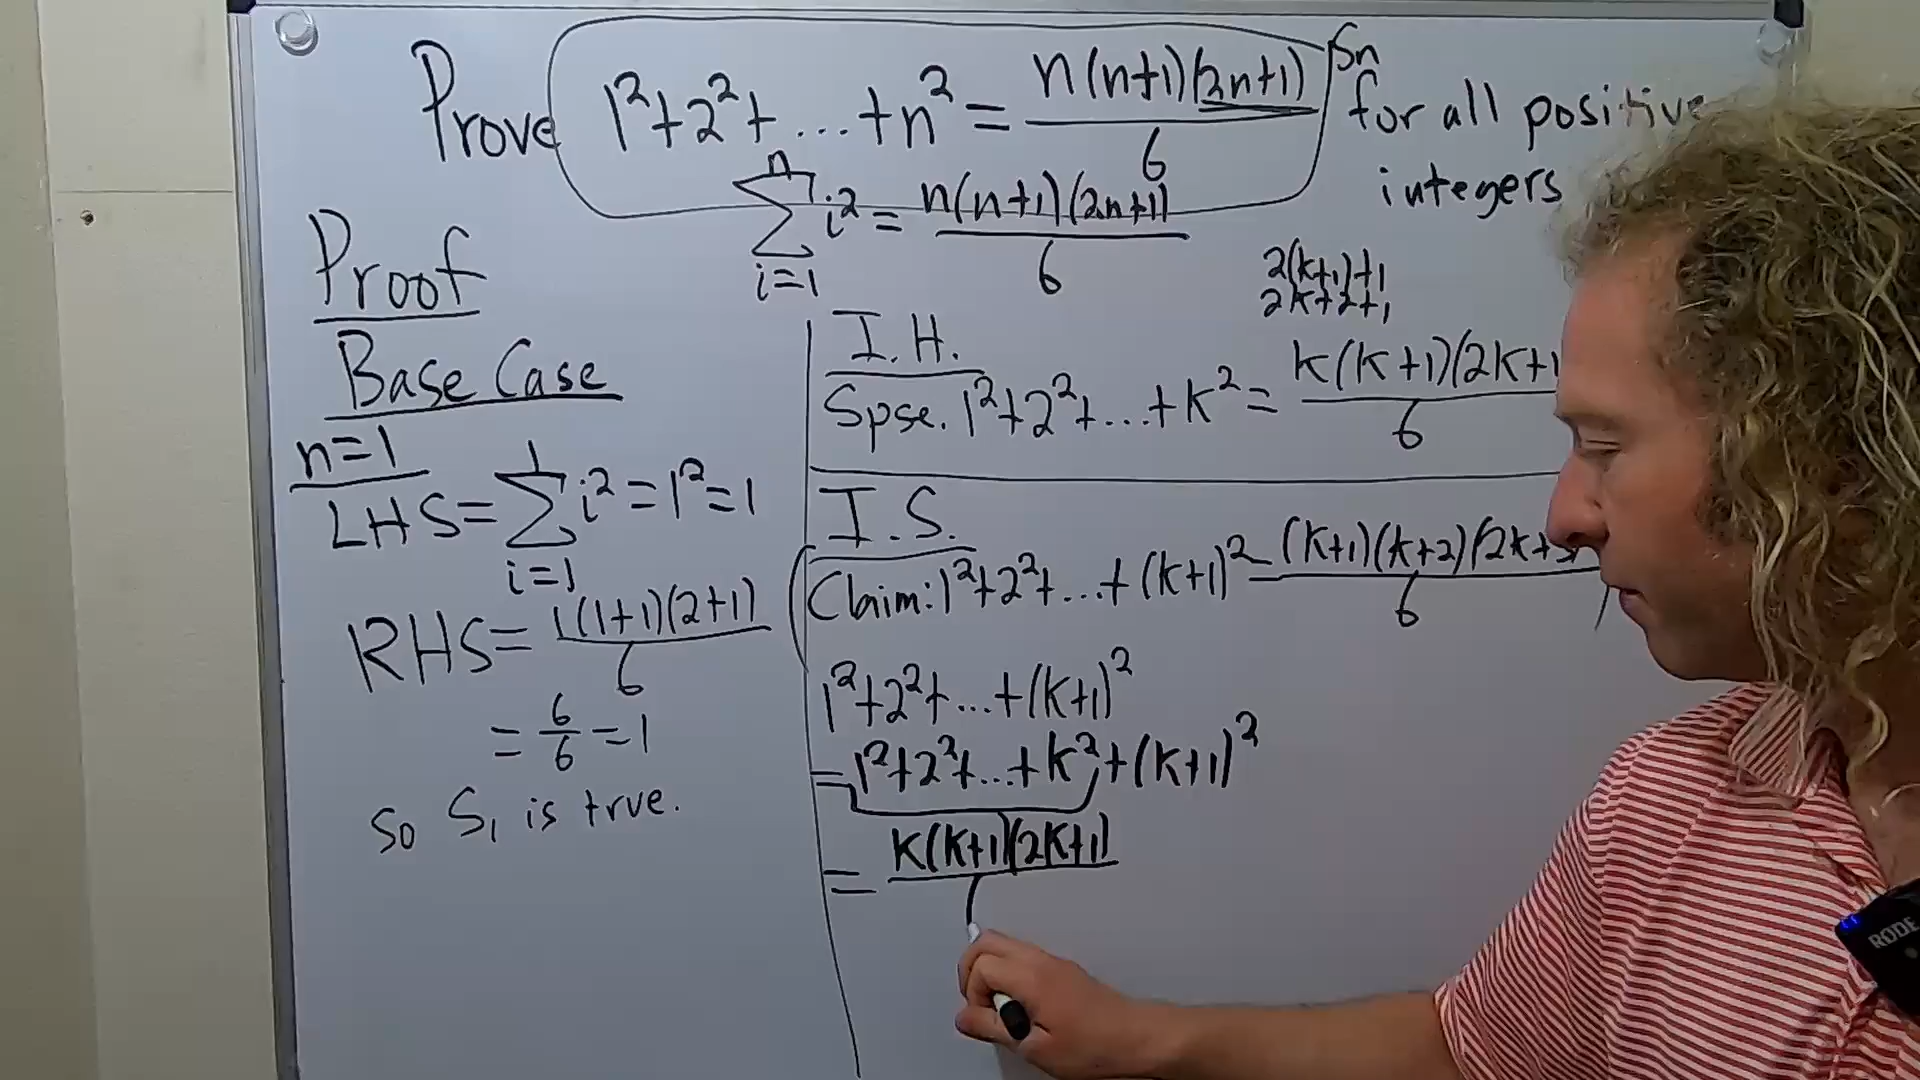 Prove 1²+2²+...+n² = n(n+1)(2n+1)/6 Sn for all positive
integers
n∑i=1 i² = n(n+1)(2n+1)/6
Proof
Base Case
n=1
LHS = 1∑i=1 i² = 1² = 1
RHS = 1(1+1)(2+1)/6
= 6/6 = 1
So S₁ is true.
2(k+1)+1
2k+2+1
I.H.
Spse. 1²+2²+...+k² = k(k+1)(2k+1/6
I.S.
Claim: 1²+2²+...+(k+1)² = (k+1)(k+2)(2k+3)/6
1²+2²+...+(k+1)²
= 1²+2²+...+k²+(k+1)²
= k(k+1)(2k+1)
RODE